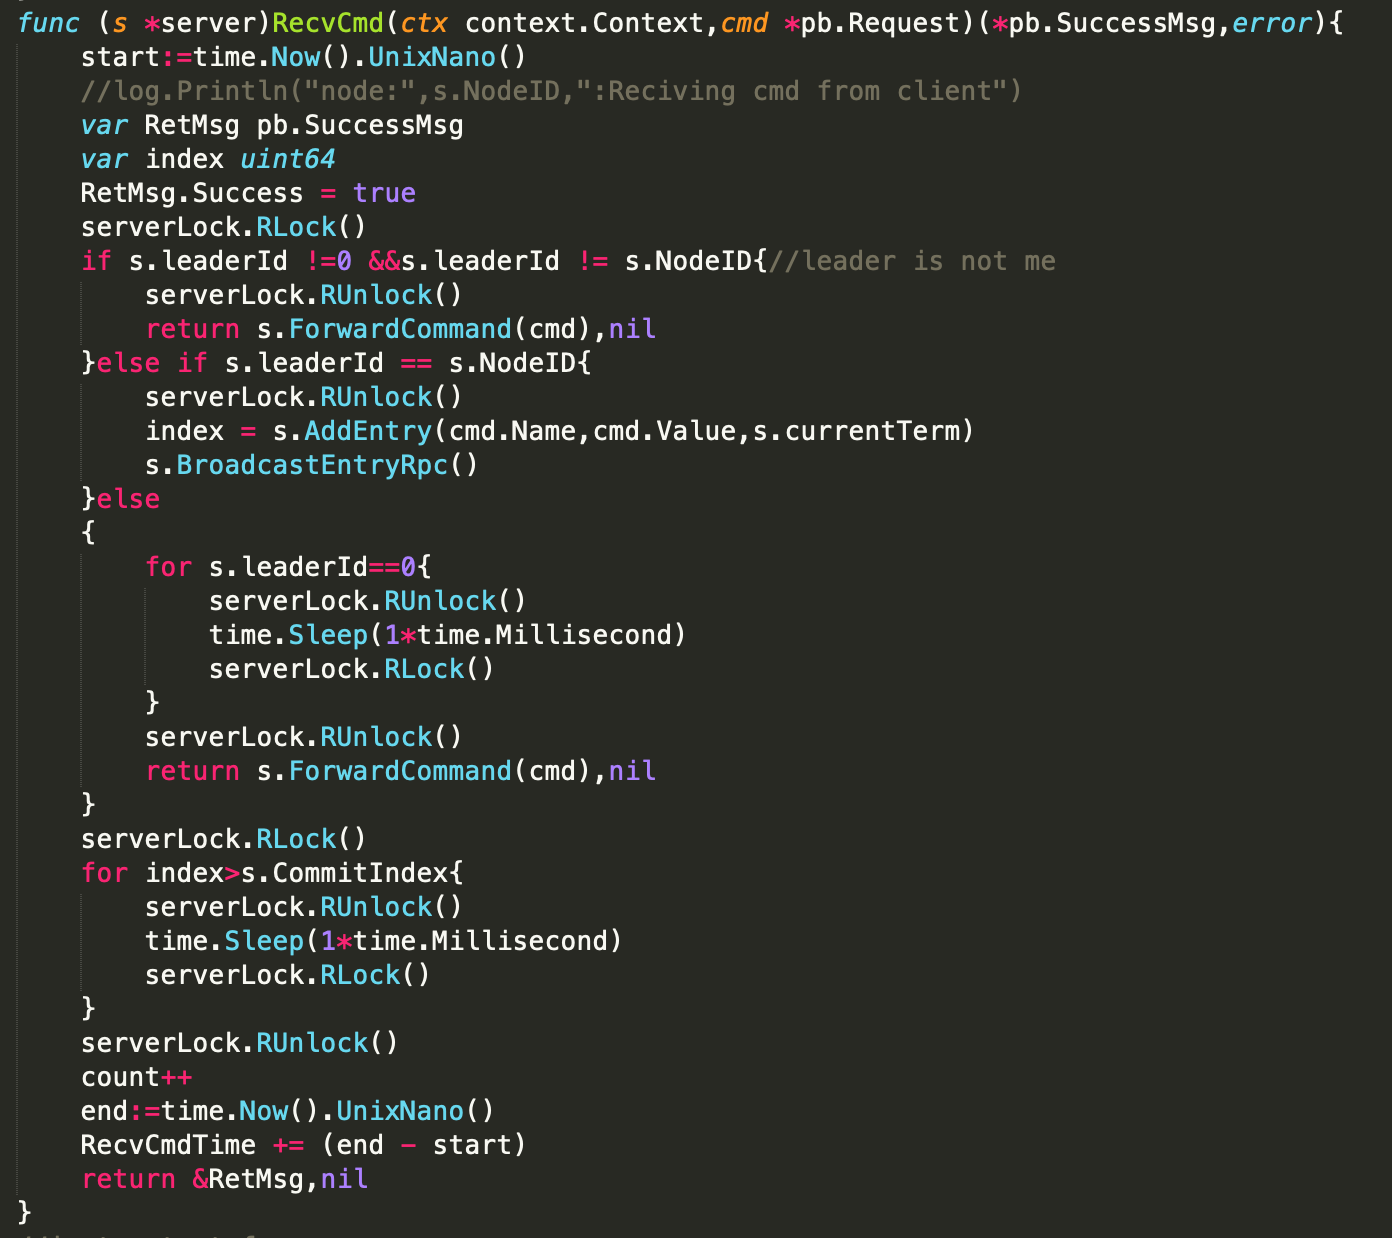 func (s *server)RecvCmd(ctx context.Context,cmd *pb.Request)(*pb.SuccessMsg,error){
    start:=time.Now().UnixNano()
    //log.Println("node:",s.NodeID,":Reciving cmd from client")
    var RetMsg pb.SuccessMsg
    var index uint64
    RetMsg.Success = true
    serverLock.RLock()
    if s.leaderId !=0 &&s.leaderId != s.NodeID{//leader is not me
        serverLock.RUnlock()
        return s.ForwardCommand(cmd),nil
    }else if s.leaderId == s.NodeID{
        serverLock.RUnlock()
        index = s.AddEntry(cmd.Name,cmd.Value,s.currentTerm)
        s.BroadcastEntryRpc()
    }else
    {
        for s.leaderId==0{
            serverLock.RUnlock()
            time.Sleep(1*time.Millisecond)
            serverLock.RLock()
        }
        serverLock.RUnlock()
        return s.ForwardCommand(cmd),nil
    }
    serverLock.RLock()
    for index>s.CommitIndex{
        serverLock.RUnlock()
        time.Sleep(1*time.Millisecond)
        serverLock.RLock()
    }
    serverLock.RUnlock()
    count++
    end:=time.Now().UnixNano()
    RecvCmdTime += (end - start)
    return &RetMsg,nil
}